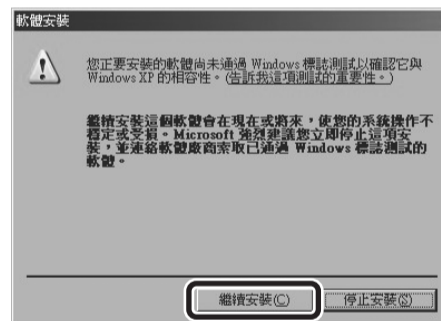 軟體安裝
您正要安裝的軟體尚未通過 Windows 標誌測試以確認它與
Windows XP 的相容性。(告訴我這項測試的重要性。)
繼續安裝這個軟體會在現在或將來，使您的系統操作不
穩定或受損。Microsoft 強烈建議您立即停止這項安
裝，並連絡軟體廠商索取已通過 Windows 標誌測試的
軟體。
繼續安裝(C) 停止安裝(S)